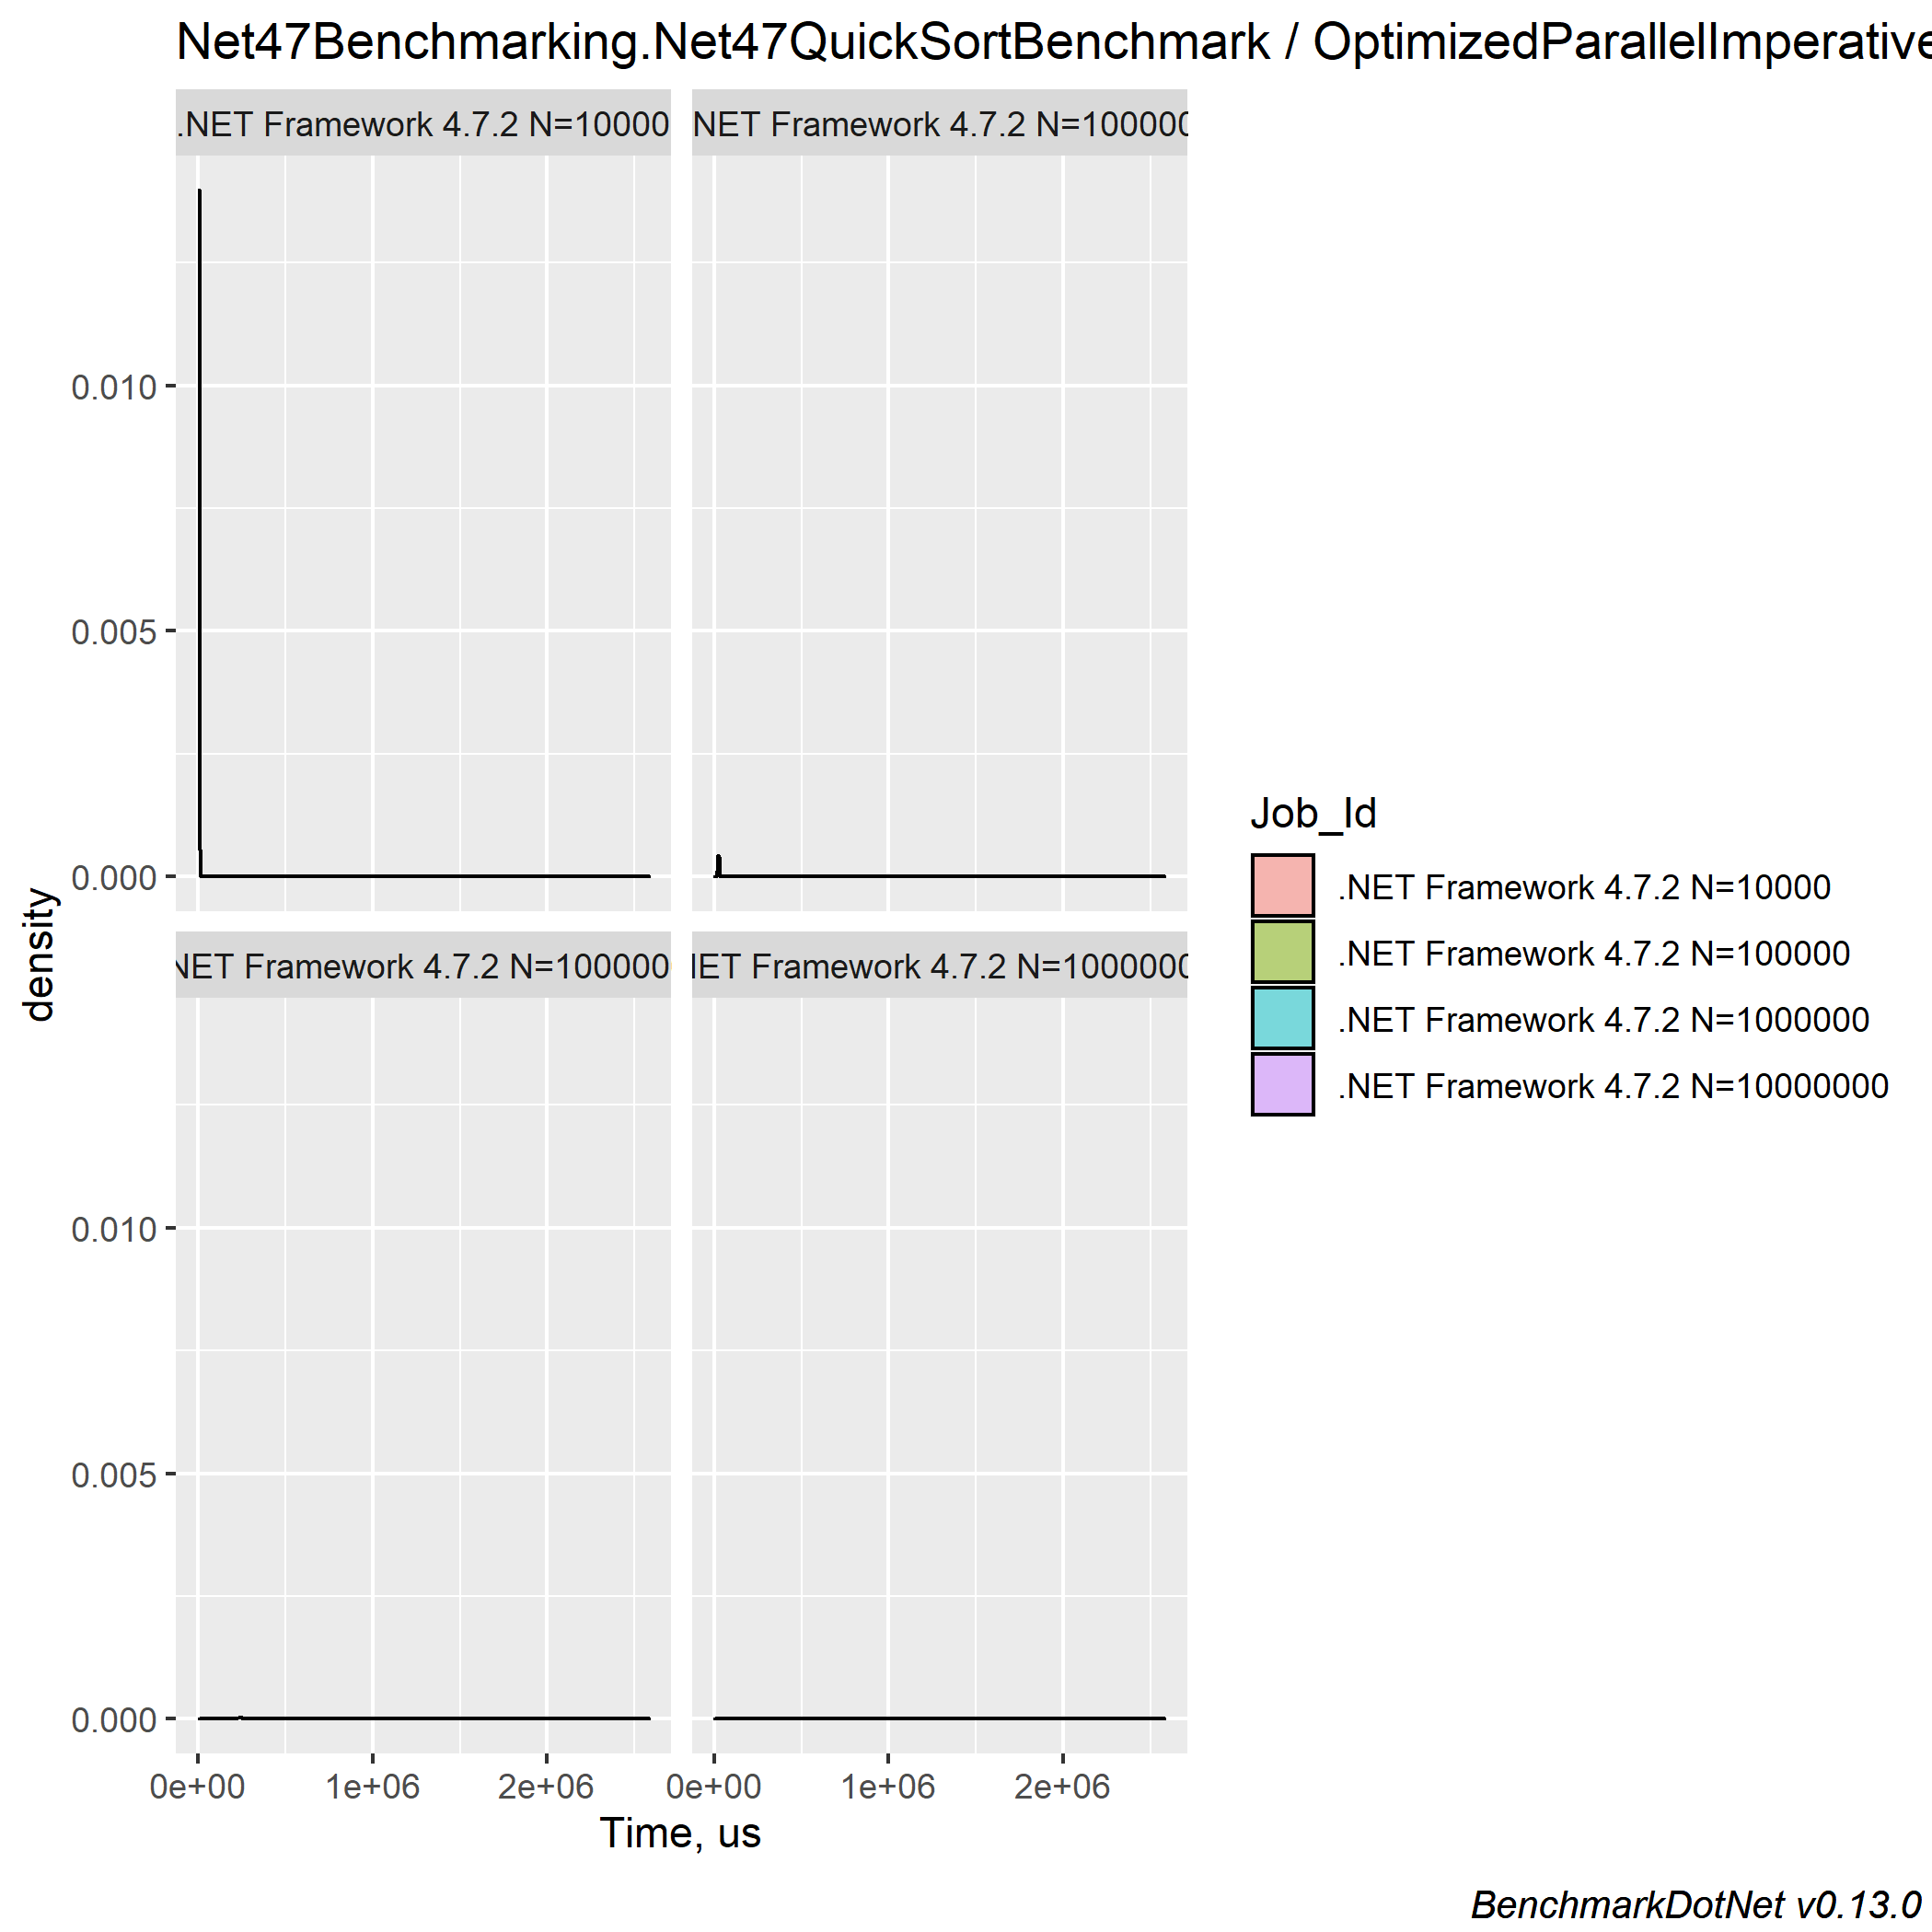 Net47Benchmarking.Net47QuickSortBenchmark / OptimizedParallelImperative
.NET Framework 4.7.2 N=10000
NET Framework 4.7.2 N=100000
0.010
0.005
0.000
NET Framework 4.7.2 N=100000
NET Framework 4.7.2 N=1000000
0.010
0.005
0.000
0e+00 1e+06 2e+06 0e+00 1e+06 2e+06
Time, us
density
Job_Id
.NET Framework 4.7.2 N=10000
.NET Framework 4.7.2 N=100000
.NET Framework 4.7.2 N=1000000
.NET Framework 4.7.2 N=10000000
BenchmarkDotNet v0.13.0